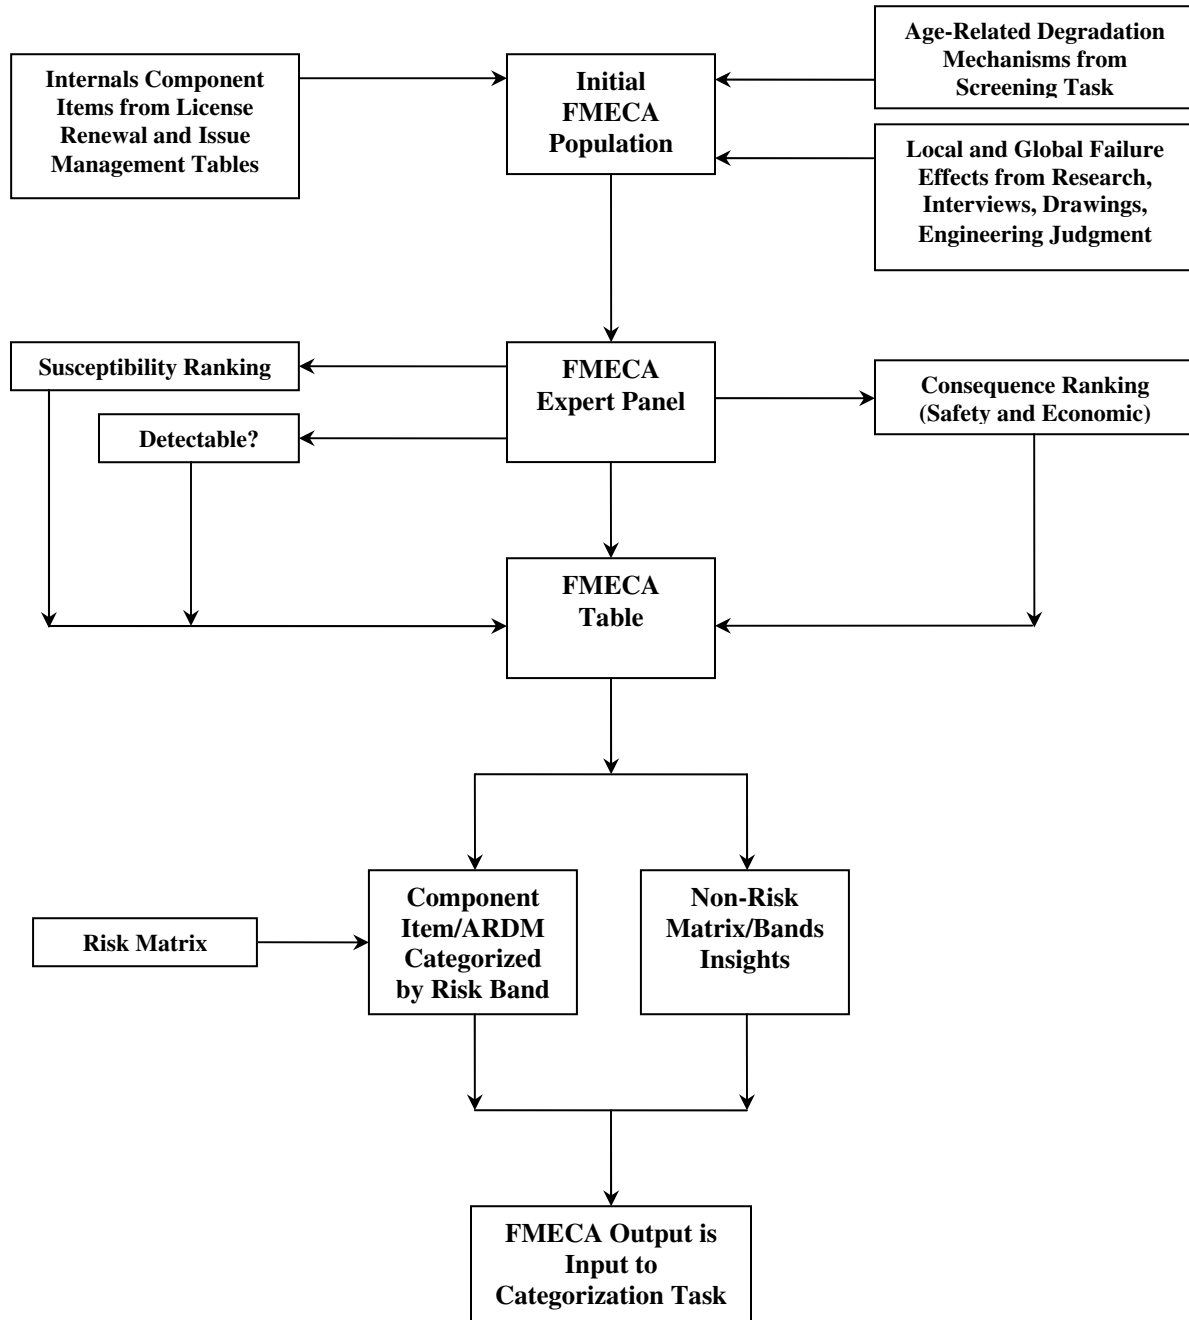 Internals Component
Items from License
Renewal and Issue
Management Tables
Initial
FMECA
Population
Age-Related Degradation
Mechanisms from
Screening Task
Local and Global Failure
Effects from Research,
Interviews, Drawings,
Engineering Judgment
Susceptibility Ranking
Detectable?
FMECA
Expert Panel
Consequence Ranking
(Safety and Economic)
FMECA
Table
Risk Matrix
Component
Item/ARDM
Categorized
by Risk Band
Non-Risk
Matrix/Bands
Insights
FMECA Output is
Input to
Categorization Task